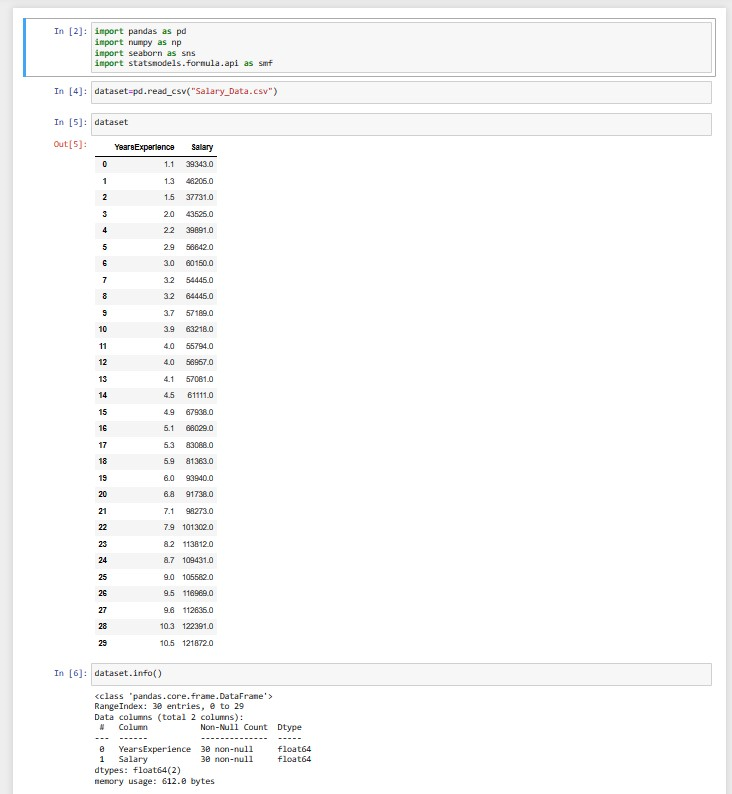 In [2]: import pandas as pd
import numpy as np
import seaborn as sns
import statsmodels.formula.api as smf
In [4]: dataset=pd.read_csv("Salary_Data.csv")
In [5]: dataset
Out[5]:
YearsExperience Salary
0 1.1 39343.0
1 1.3 46205.0
2 1.5 37731.0
3 2.0 43525.0
4 2.2 39891.0
5 2.9 56642.0
6 3.0 60150.0
7 3.2 54445.0
8 3.2 64445.0
9 3.7 57189.0
10 3.9 63218.0
11 4.0 55794.0
12 4.0 56957.0
13 4.1 57081.0
14 4.5 61111.0
15 4.9 67938.0
16 5.1 66029.0
17 5.3 83088.0
18 5.9 81363.0
19 6.0 93940.0
20 6.8 91738.0
21 7.1 98273.0
22 7.9 101302.0
23 8.2 113812.0
24 8.7 109431.0
25 9.0 105582.0
26 9.5 116969.0
27 9.6 112635.0
28 10.3 122391.0
29 10.5 121872.0
In [6]: dataset.info()
<class 'pandas.core.frame.DataFrame'>
RangeIndex: 30 entries, 0 to 29
Data columns (total 2 columns):
# Column Non-Null Count Dtype
--- ------ -------------- -----
0 YearsExperience 30 non-null float64
1 Salary 30 non-null float64
dtypes: float64(2)
memory usage: 612.0 bytes